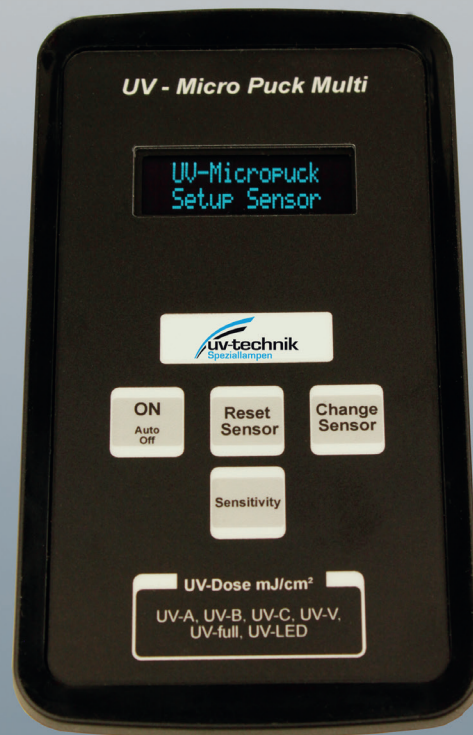 UV - Micro Puck Multi
UV-Micropuck
Setup Sensor
uv-technik
Speziallampen
ON
Auto
Off
Reset
Sensor
Change
Sensor
Sensitivity
UV-Dose mJ/cm²
UV-A, UV-B, UV-C, UV-V,
UV-full, UV-LED